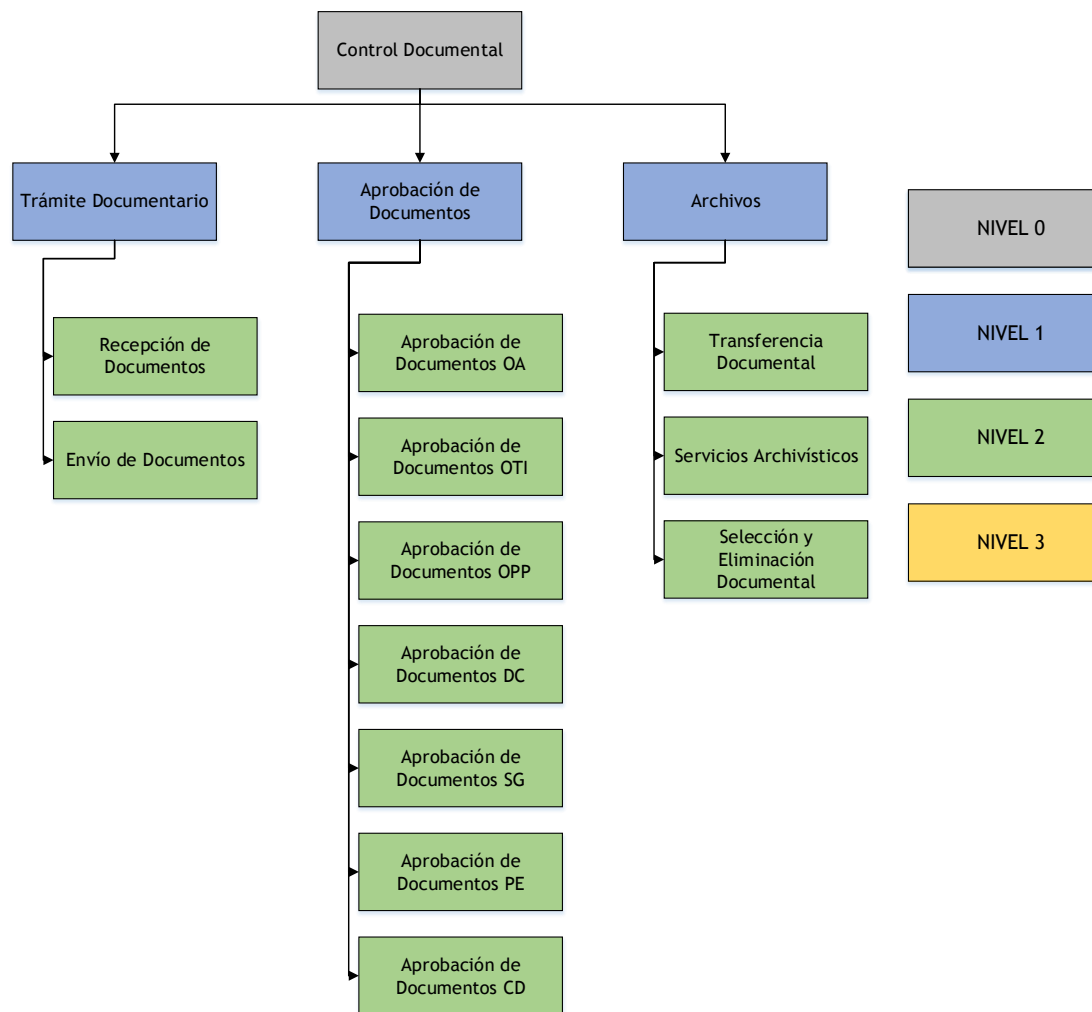 Control Documental
Trámite Documentario
Recepción de
Documentos
Envío de Documentos
Aprobación de
Documentos
Aprobación de
Documentos OA
Aprobación de
Documentos OTI
Aprobación de
Documentos OPP
Aprobación de
Documentos DC
Aprobación de
Documentos SG
Aprobación de
Documentos PE
Aprobación de
Documentos CD
Archivos
Transferencia
Documental
Servicios Archivísticos
Selección y
Eliminación
Documental
NIVEL 0
NIVEL 1
NIVEL 2
NIVEL 3